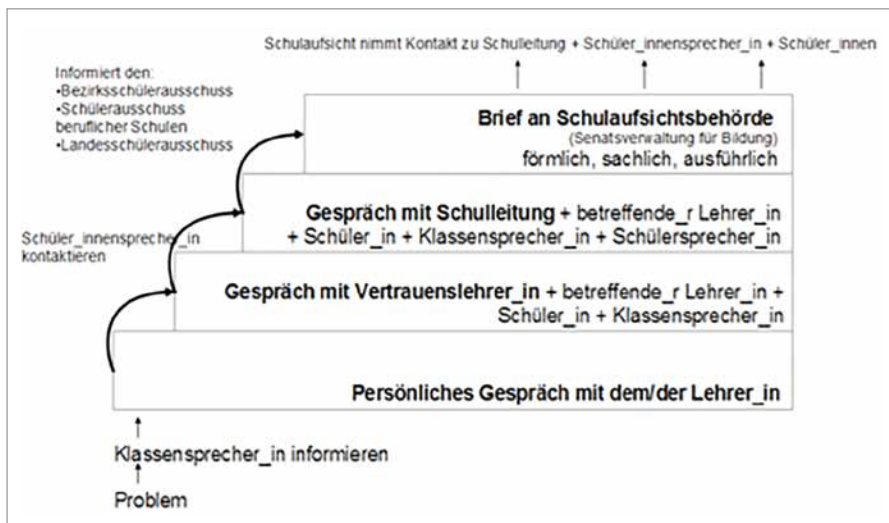 Schulaufsicht nimmt Kontakt zu Schulleitung + Schüler_innensprecher_in + Schüler_innen
Informiert den:
•Bezirksschülerausschuss
•Schülerausschuss
beruflicher Schulen
•Landesschülerausschuss
Brief an Schulaufsichtsbehörde
(Senatsverwaltung für Bildung)
förmlich, sachlich, ausführlich
Gespräch mit Schulleitung + betreffende_r Lehrer_in
+ Schüler_in + Klassensprecher_in + Schülersprecher_in
Schüler_innensprecher_in
kontaktieren
Gespräch mit Vertrauenslehrer_in + betreffende_r Lehrer_in +
Schüler_in + Klassensprecher_in
Persönliches Gespräch mit dem/der Lehrer_in
Klassensprecher_in informieren
Problem